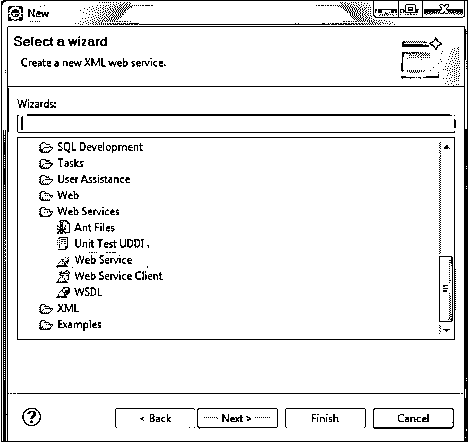 New
Select a wizard
Create a new XML web service.
Wizards:
SQL Development
Tasks
User Assistance
Web
Web Services
Ant Files
Unit Test UDDI
Web Service
Web Service Client
WSDL
XML
Examples
?
< Back
Next >
Finish
Cancel